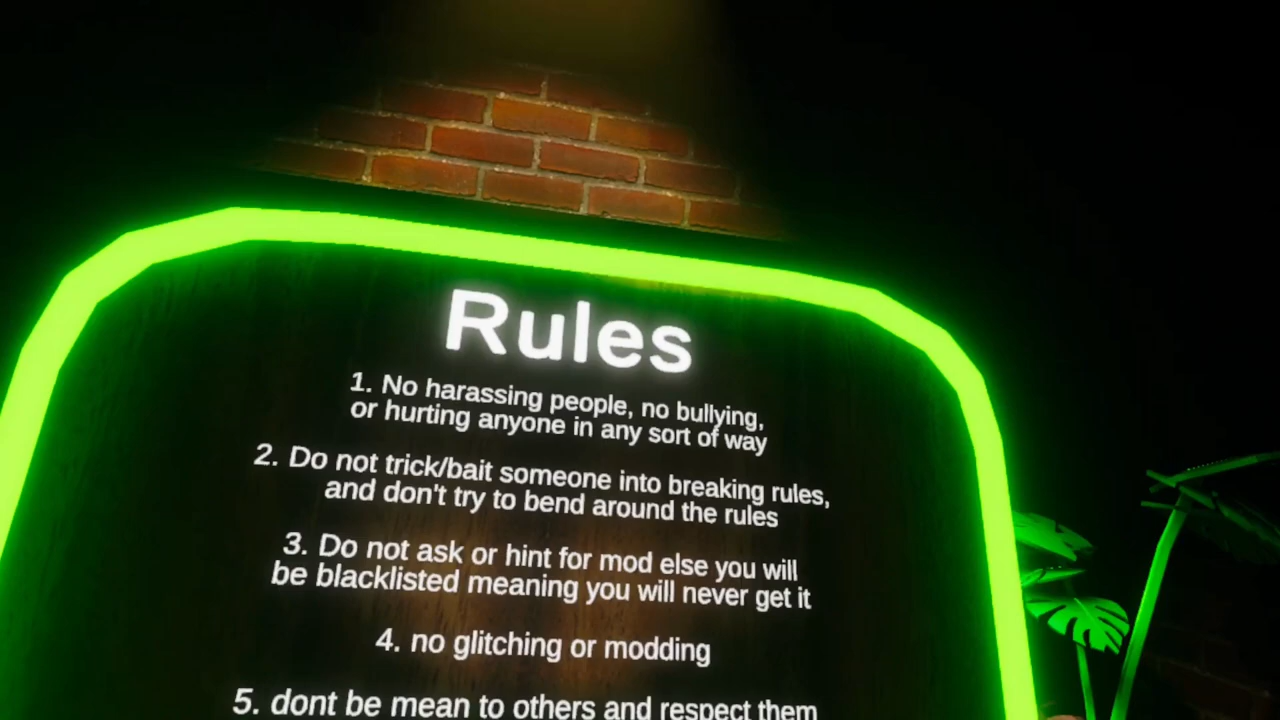 Rules
1. No harassing people, no bullying,
or hurting anyone in any sort of way
2. Do not trick/bait someone into breaking rules,
and don't try to bend around the rules
3. Do not ask or hint for mod else you will
be blacklisted meaning you will never get it
4. no glitching or modding
5. dont be mean to others and respect them